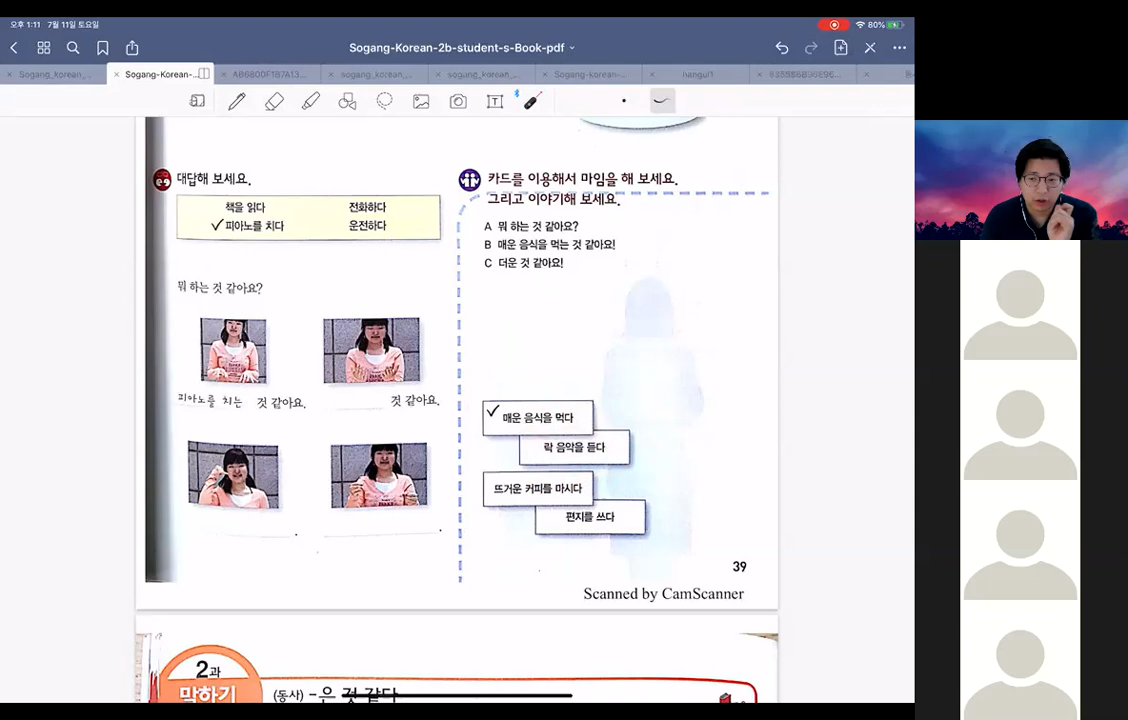 오후 1:11 7월 11일 토요일
80%
Sogang-Korean-2b-student-s-Book-pdf
Sogang_korean_...
Sogang-Korean-...
AB680DF1B7A13...
sogang_korean_...
sogang_korean_...
Sogang-korean-...
hangul1
T
대답해 보세요.
책을 읽다 전화하다
✓피아노를 치다 운전하다
뭐 하는 것 같아요?
피아노를 치는 것 같아요.
것 같아요.
카드를 이용해서 마임을 해 보세요.
그리고 이야기해 보세요.
A 뭐 하는 것 같아요?
B 매운 음식을 먹는 것 같아요!
C 더운 것 같아요!
✓ 매운 음식을 먹다
락 음악을 듣다
뜨거운 커피를 마시다
편지를 쓰다
39
Scanned by CamScanner
2과
말하기
(동사) -은 것 같다